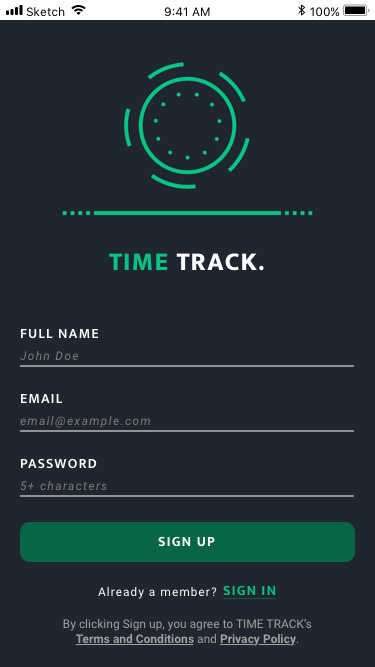 Sketch 9:41 AM 100%
TIME TRACK.
FULL NAME
John Doe
EMAIL
email@example.com
PASSWORD
5+ characters
SIGN UP
Already a member? SIGN IN
By clicking Sign up, you agree to TIME TRACK's
Terms and Conditions and Privacy Policy.